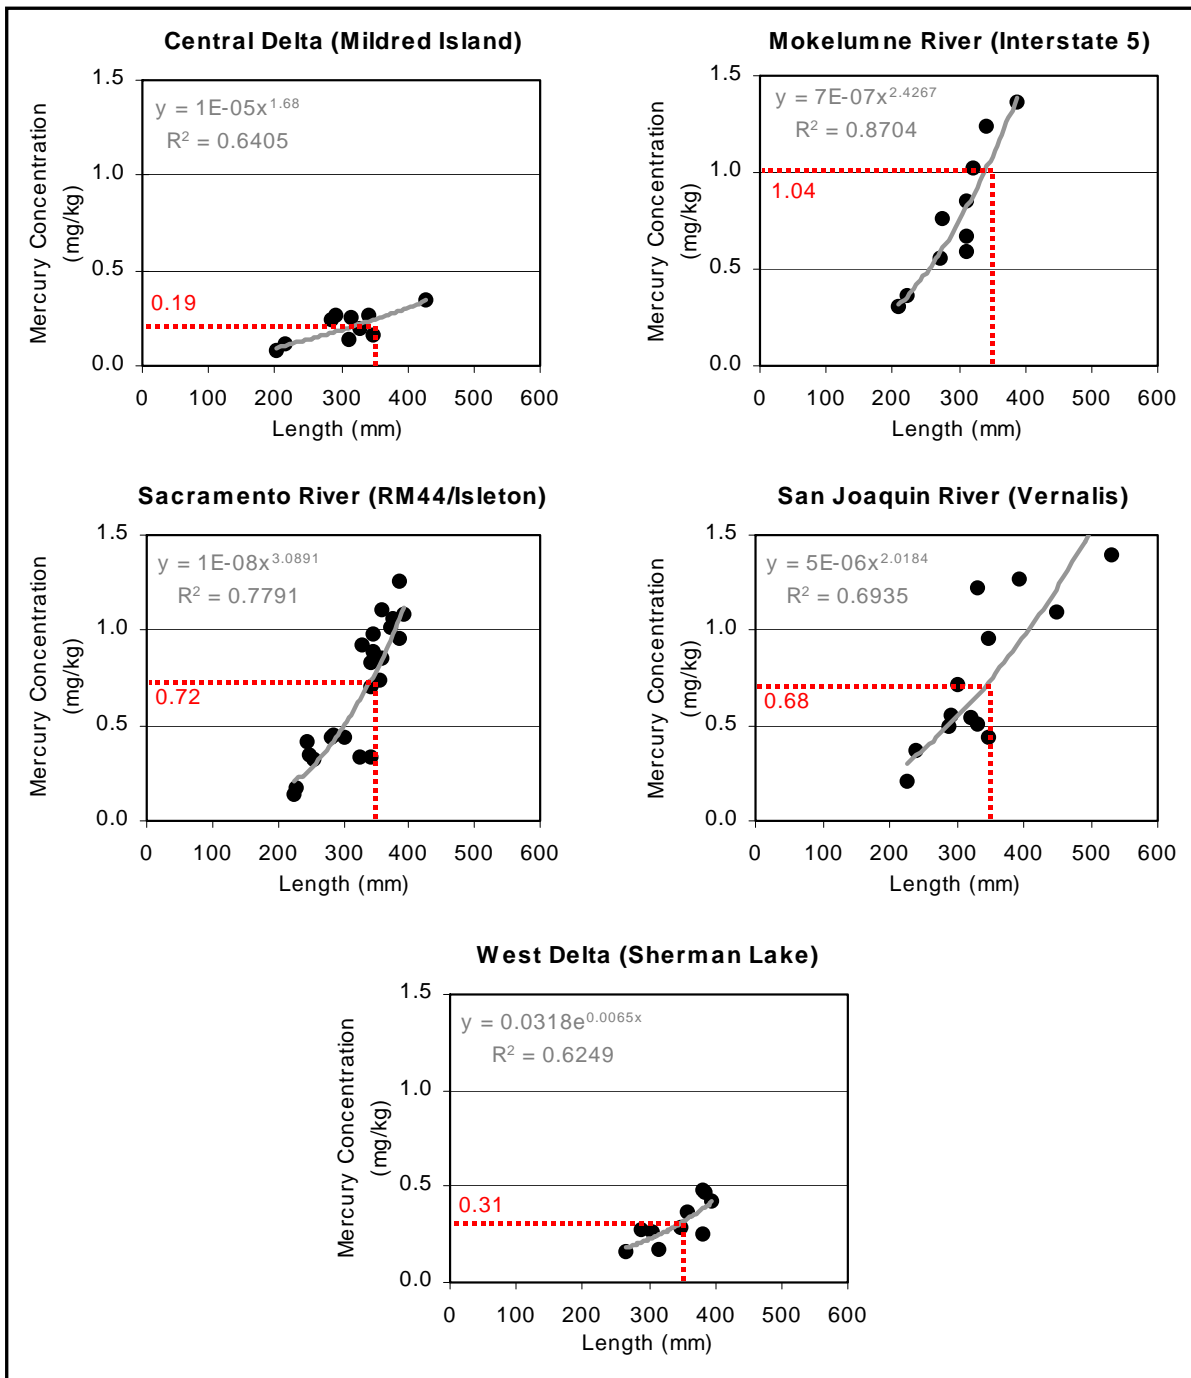 Central Delta (Mildred Island)
Mercury Concentration
(mg/kg)
1.5
1.0
0.5
0.0
y = 1E-05x^1.68
R² = 0.6405
0.19
0 100 200 300 400 500 600
Length (mm)
Mokelumne River (Interstate 5)
Mercury Concentration
(mg/kg)
1.5
1.0
0.5
0.0
y = 7E-07x^2.4267
R² = 0.8704
1.04
0 100 200 300 400 500 600
Length (mm)
Sacramento River (RM44/Isleton)
Mercury Concentration
(mg/kg)
1.5
1.0
0.5
0.0
y = 1E-08x^3.0891
R² = 0.7791
0.72
0 100 200 300 400 500 600
Length (mm)
San Joaquin River (Vernalis)
Mercury Concentration
(mg/kg)
1.5
1.0
0.5
0.0
y = 5E-06x^2.0184
R² = 0.6935
0.68
0 100 200 300 400 500 600
Length (mm)
West Delta (Sherman Lake)
Mercury Concentration
(mg/kg)
1.5
1.0
0.5
0.0
y = 0.0318e^0.0065x
R² = 0.6249
0.31
0 100 200 300 400 500 600
Length (mm)